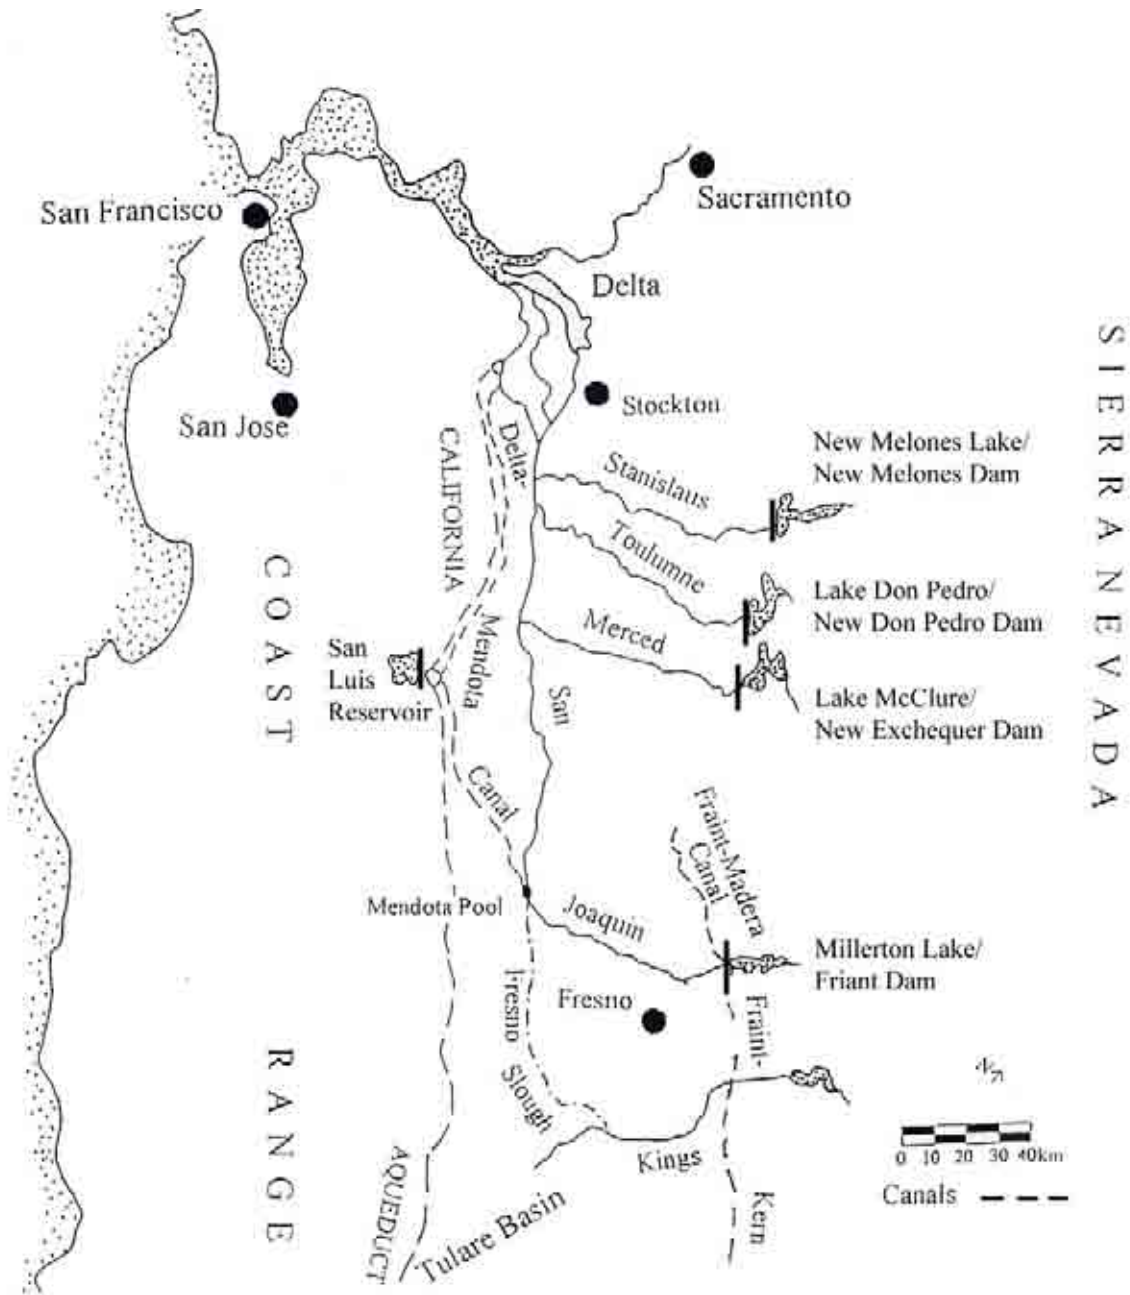 San Francisco
Sacramento
Delta
San Jose
Stockton
SIERRA NEVADA
New Melones Lake/
New Melones Dam
CALIFORNIA
Delta-
Stanislaus
Toulumne
Lake Don Pedro/
New Don Pedro Dam
COAST
Mendota
Merced
San
Luis
Reservoir
San
Lake McClure/
New Exchequer Dam
Canal
Fraint-Madera
Canal
Mendota Pool
Joaquin
Millerton Lake/
Friant Dam
Fresno
Fresno
Fraint-
Slough
RANGE
Kings
N
0 10 20 30 40km
Canals
AQUEDUCT
Tulare Basin
Kern